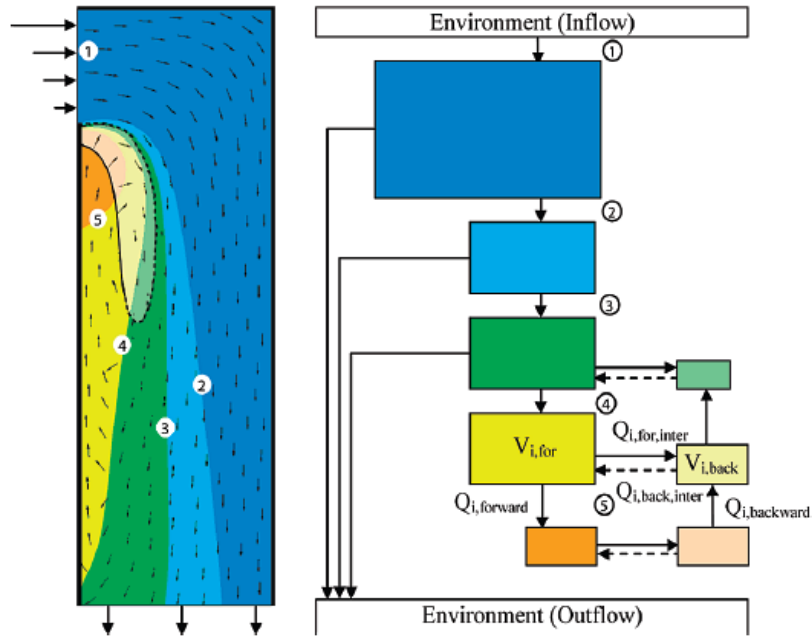 Environment (Inflow)
1
1
2
3
5
4
4
2
3
V_i,for
Q_i,for,inter
V_i,back
Q_i,back,inter
5
Q_i,forward
Q_i,backward
Environment (Outflow)